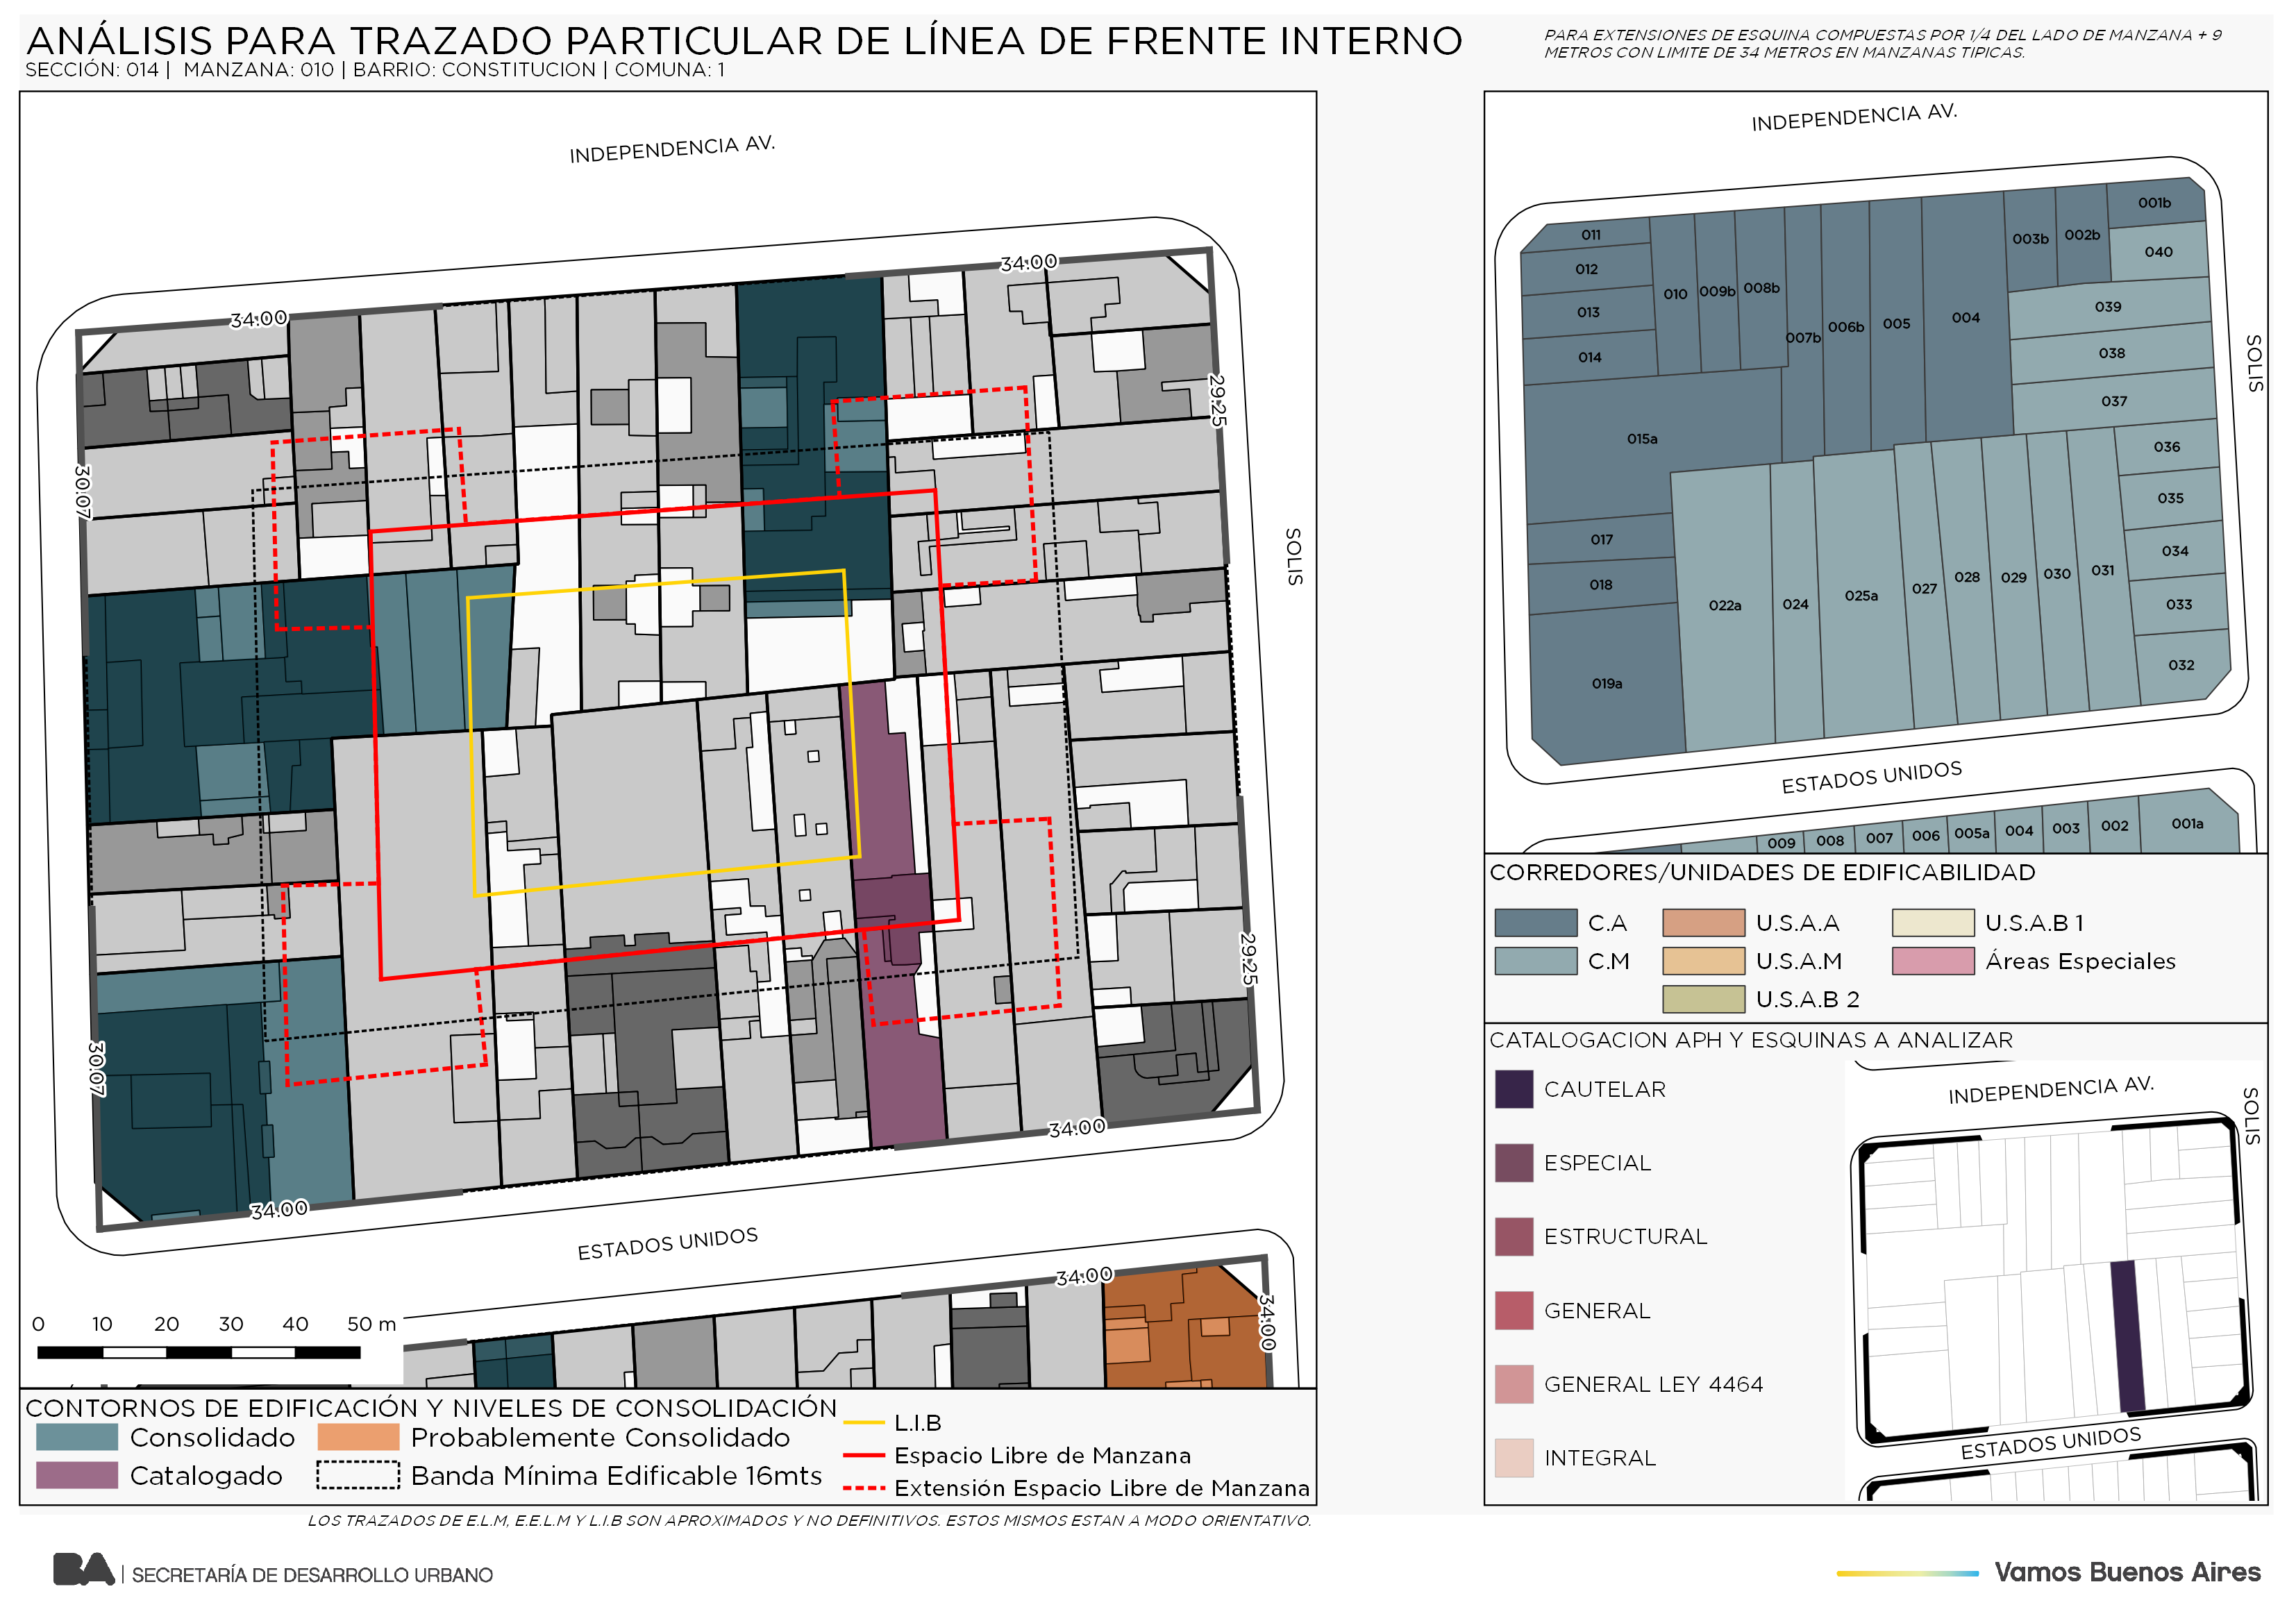 ANÁLISIS PARA TRAZADO PARTICULAR DE LÍNEA DE FRENTE INTERNO
SECCIÓN: 014 | MANZANA: 010 | BARRIO: CONSTITUCION | COMUNA: 1
PARA EXTENSIONES DE ESQUINA COMPUESTAS POR 1/4 DEL LADO DE MANZANA + 9
METROS CON LIMITE DE 34 METROS EN MANZANAS TIPICAS.
INDEPENDENCIA AV.
34:00
34:00
29:25
30:07
SOLIS
29:25
30:07
34:00
34:00
ESTADOS UNIDOS
34:00
34:00
0 10 20 30 40 50 m
CONTORNOS DE EDIFICACIÓN Y NIVELES DE CONSOLIDACIÓN
Consolidado
Catalogado
Probablemente Consolidado
Banda Mínima Edificable 16mts
L.I.B
Espacio Libre de Manzana
Extensión Espacio Libre de Manzana
LOS TRAZADOS DE E.L.M, E.E.L.M Y L.I.B SON APROXIMADOS Y NO DEFINITIVOS. ESTOS MISMOS ESTAN A MODO ORIENTATIVO.
INDEPENDENCIA AV.
SOLIS
001b
011
003b
002b
040
012
010
009b
008b
039
013
007b
006b
005
004
038
014
037
015a
036
035
017
034
018
022a
024
025a
027
028
029
030
031
033
032
019a
ESTADOS UNIDOS
009
008
007
006
005a
004
003
002
001a
CORREDORES/UNIDADES DE EDIFICABILIDAD
C.A
U.S.A.A
U.S.A.B 1
C.M
U.S.A.M
Áreas Especiales
U.S.A.B 2
CATALOGACION APH Y ESQUINAS A ANALIZAR
CAUTELAR
ESPECIAL
ESTRUCTURAL
GENERAL
GENERAL LEY 4464
INTEGRAL
INDEPENDENCIA AV.
SOLIS
ESTADOS UNIDOS
BA | SECRETARÍA DE DESARROLLO URBANO
Vamos Buenos Aires